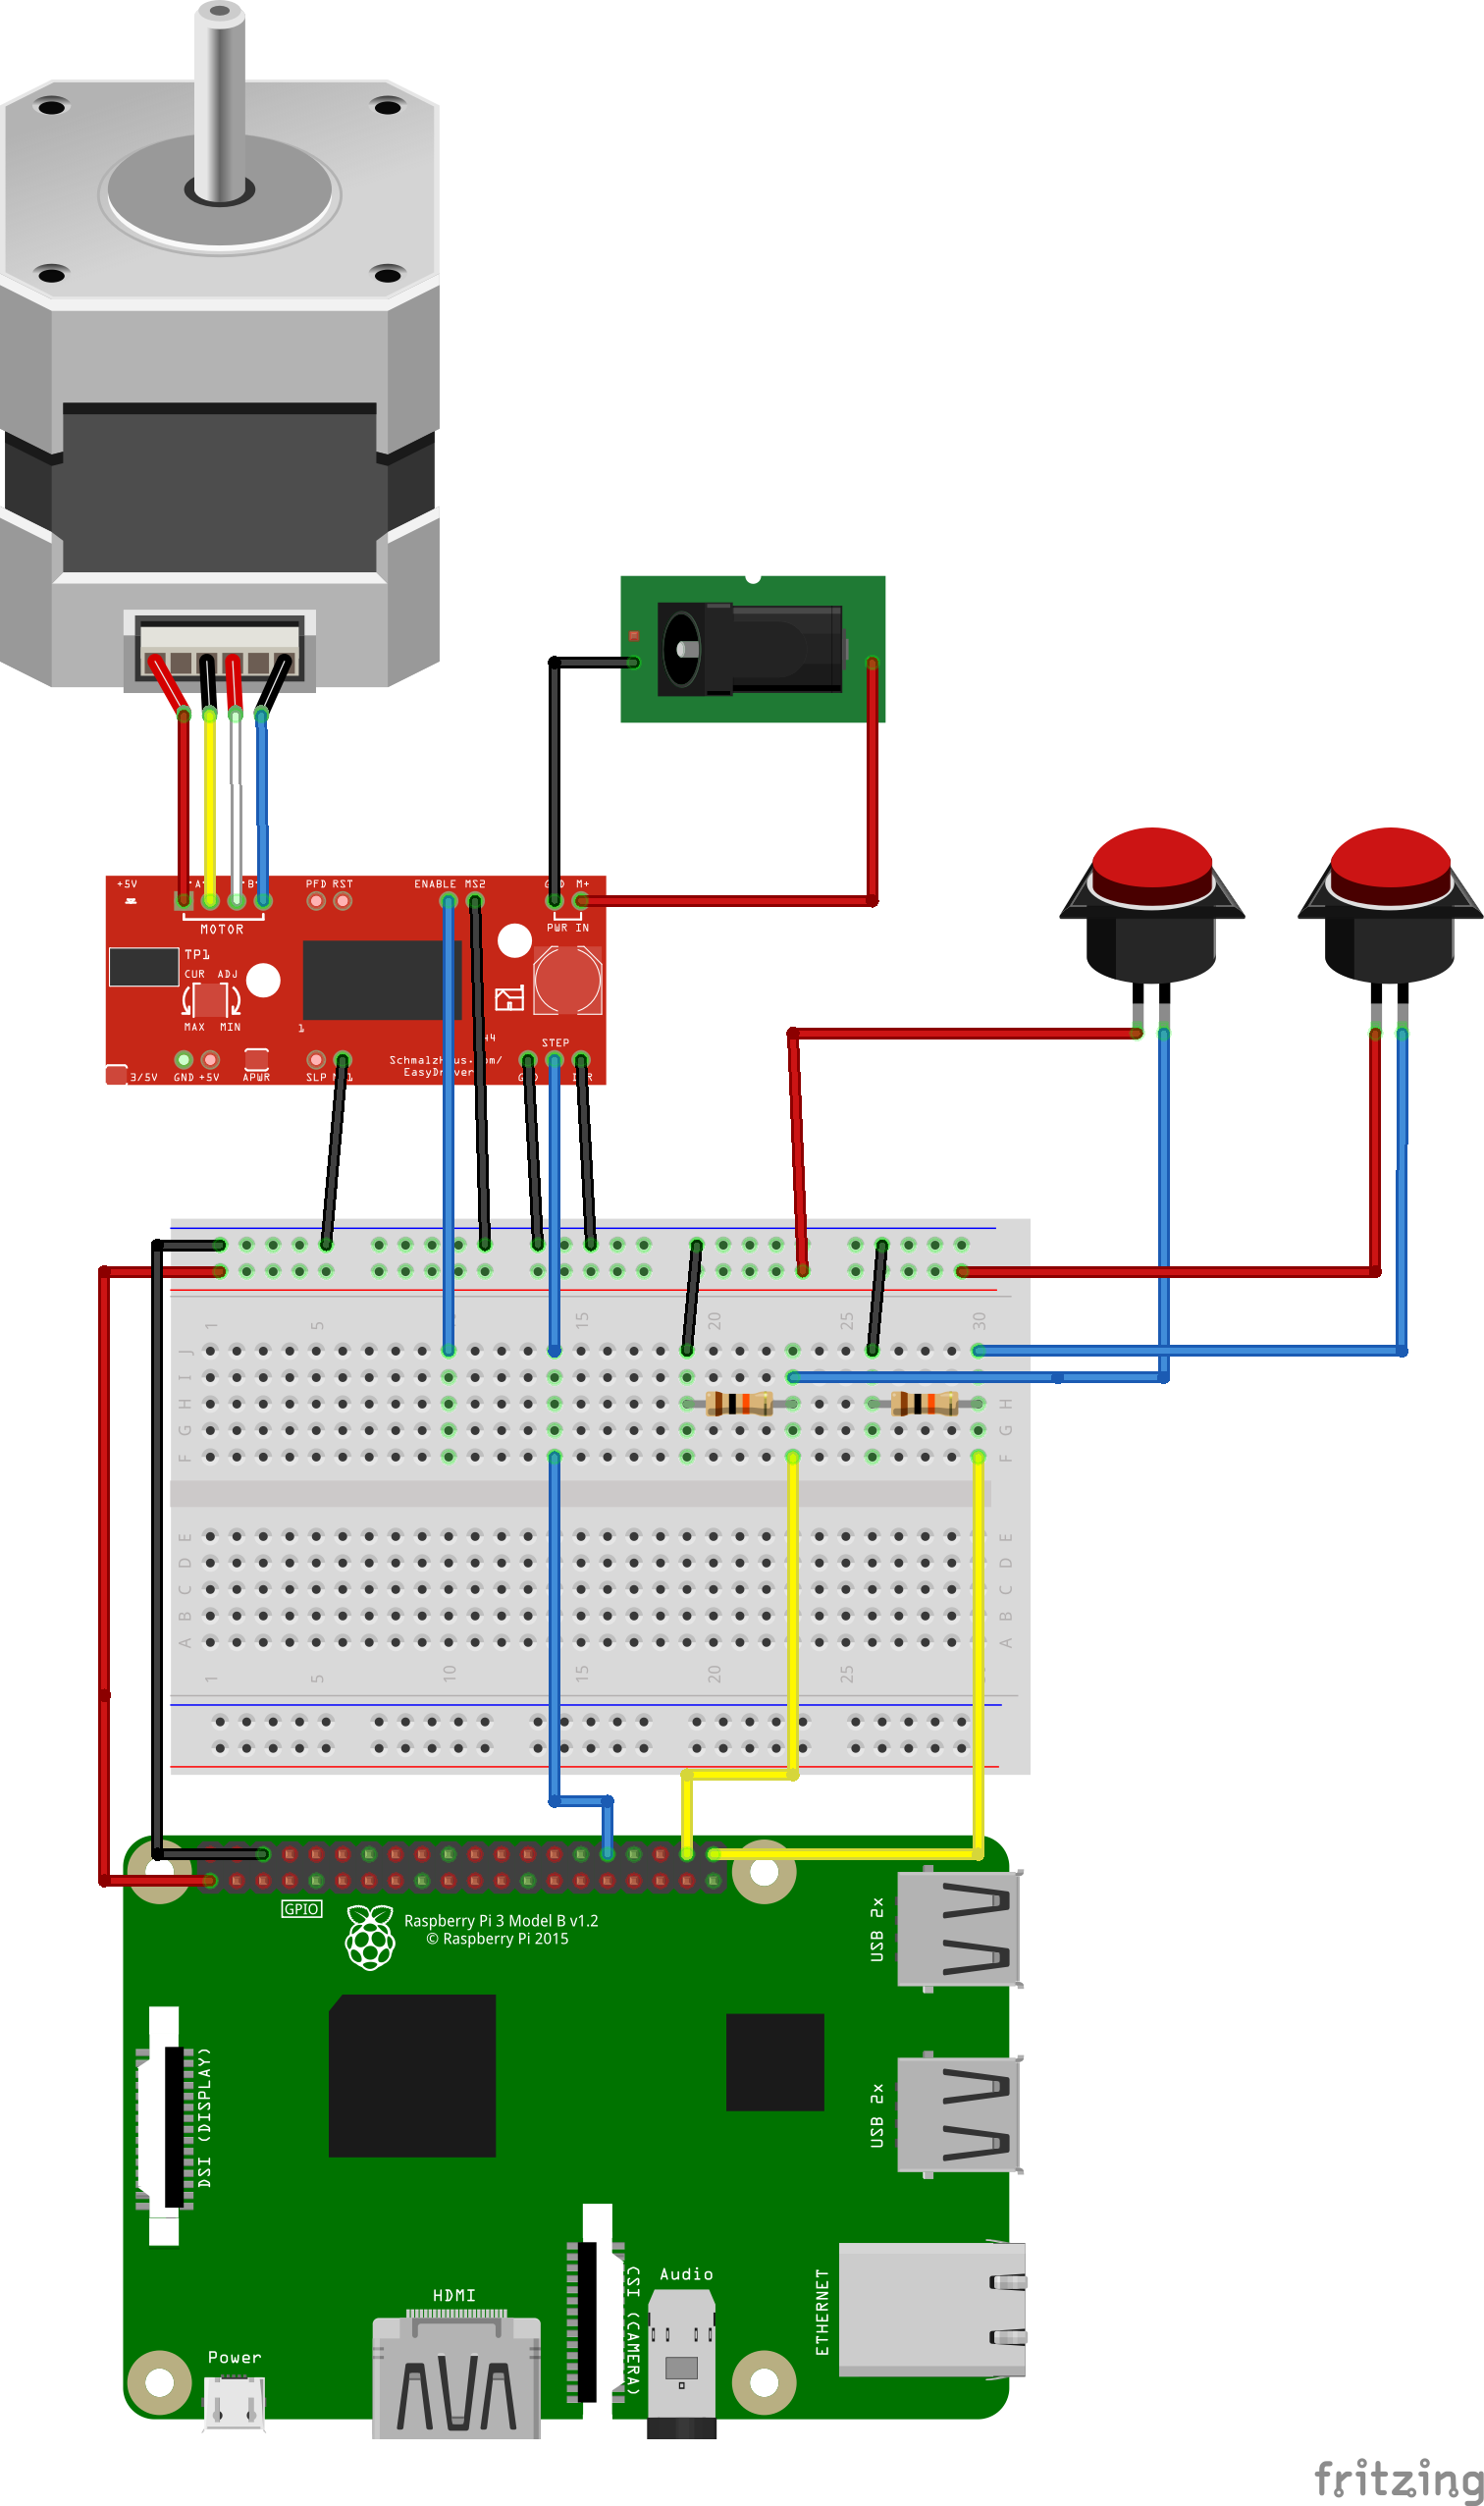 +5V
PFD RST
ENABLE MS2
M+
MOTOR
PWR IN
TP1
CUR ADJ
MAX MIN
1
STEP
SchmalzHaus.com/
EasyDriver
3/5V
GND +5V
APWR
SLP
1 5 15 20 25 30
J
I
H H
G G
F F
E E
D D
C C
B B
A A
1 5 10 15 20 25
GPIO
Raspberry Pi 3 Model B v1.2
© Raspberry Pi 2015
USB 2x
DSI (DISPLAY)
USB 2x
ETHERNET
CSI (CAMERA)
Audio
HDMI
Power
fritzing